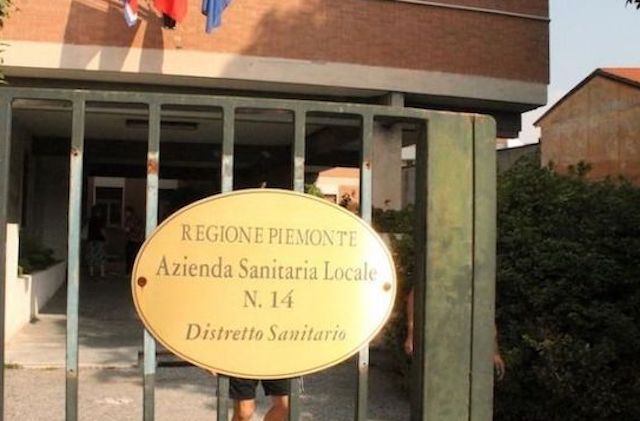 REGIONE PIEMONTE
Azienda Sanitaria Locale
N. 14
Distretto Sanitario